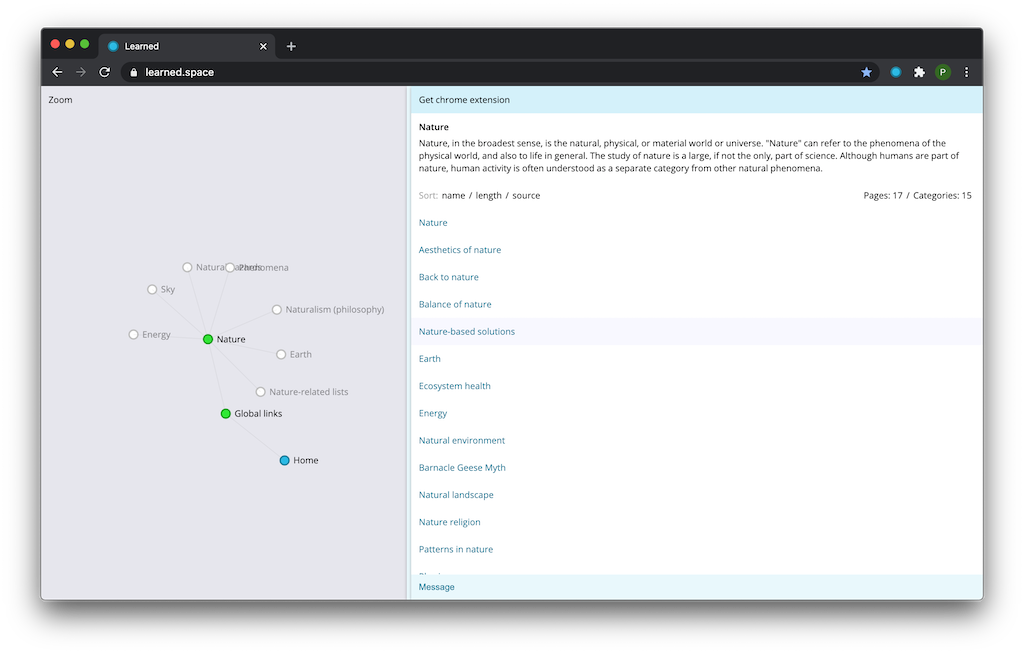 Learned
learned.space
P
Zoom
Get chrome extension
Nature
Nature, in the broadest sense, is the natural, physical, or material world or universe. "Nature" can refer to the phenomena of the
physical world, and also to life in general. The study of nature is a large, if not the only, part of science. Although humans are part of
nature, human activity is often understood as a separate category from other natural phenomena.
Sort: name / length / source
Pages: 17 / Categories: 15
Nature
Aesthetics of nature
Back to nature
Balance of nature
Nature-based solutions
Earth
Ecosystem health
Energy
Natural environment
Barnacle Geese Myth
Natural landscape
Nature religion
Patterns in nature
Message
Phenomena
Sky
Naturalism (philosophy)
Energy
Nature
Earth
Nature-related lists
Global links
Home